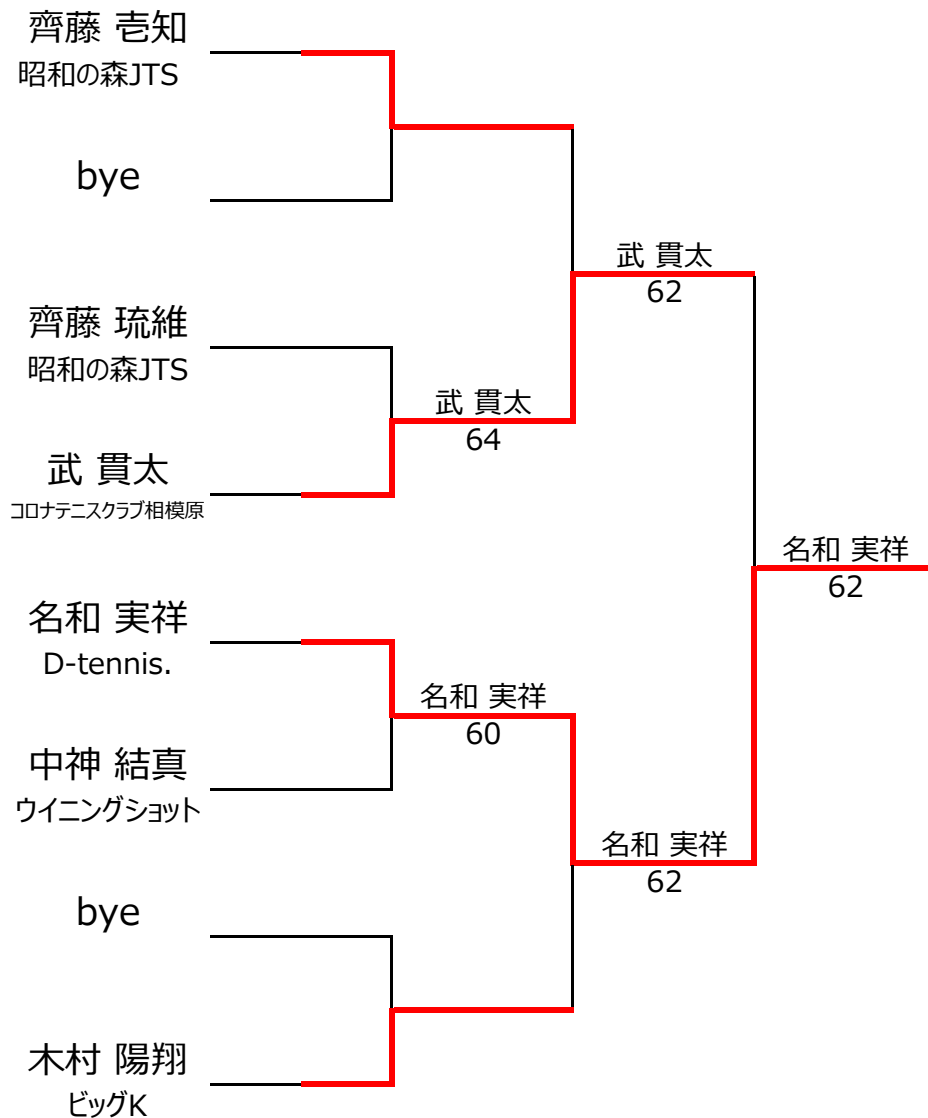 齊藤 壱知
昭和の森JTS
bye
武 貫太
62
齊藤 琉維
昭和の森JTS
武 貫太
64
武 貫太
コロナテニスクラブ相模原
名和 実祥
62
名和 実祥
D-tennis.
名和 実祥
60
中神 結真
ウイニングショット
名和 実祥
62
bye
木村 陽翔
ビッグK